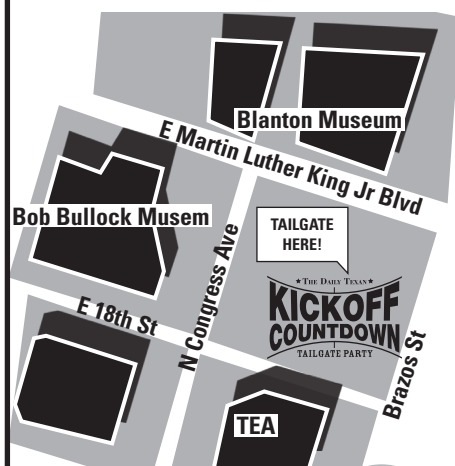 Blanton Museum
E Martin Luther King Jr Blvd
Bob Bullock Musem
TAILGATE
HERE!
N Congress Ave
★ THE DAILY TEXAN ★
KICKOFF
COUNTDOWN
TAILGATE PARTY
E 18th St
Brazos St
TEA